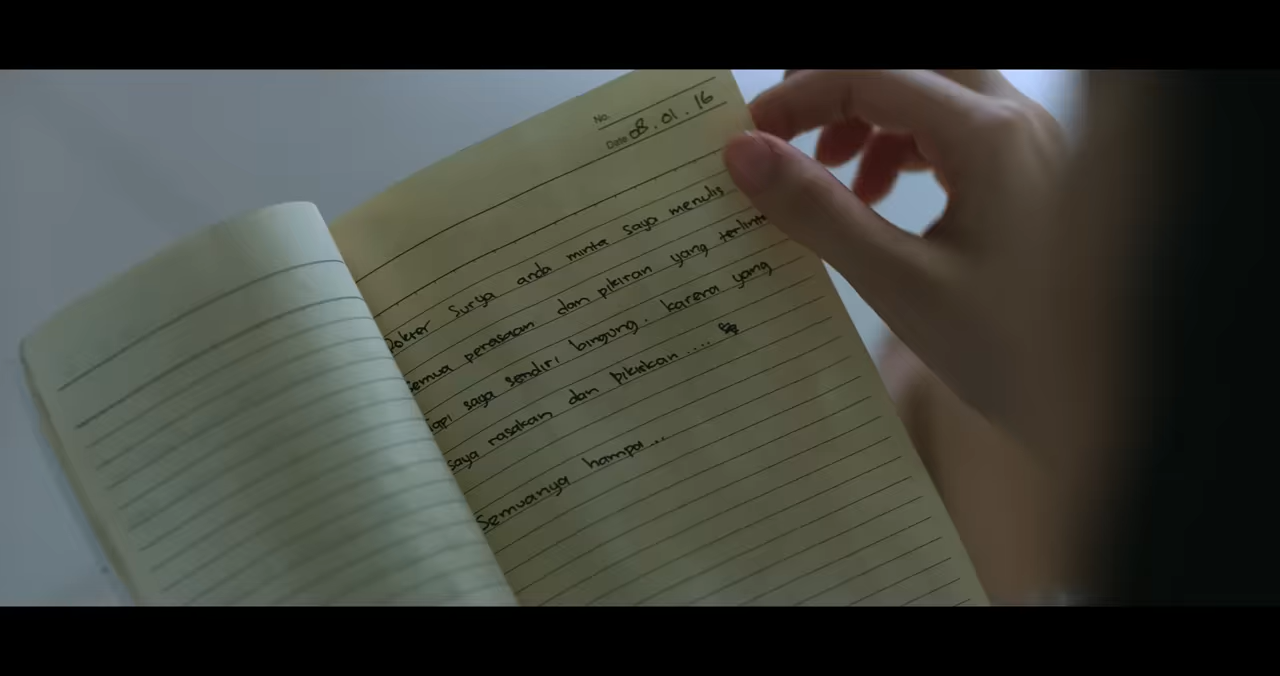 No.
Date 08.01.16
Dokter Surya anda minta saya menulis
semua perasaan dan pikiran yang
tapi saya sendiri bingung. karena yang
saya rasakan dan pikirkan ....
Semuanya hampa...